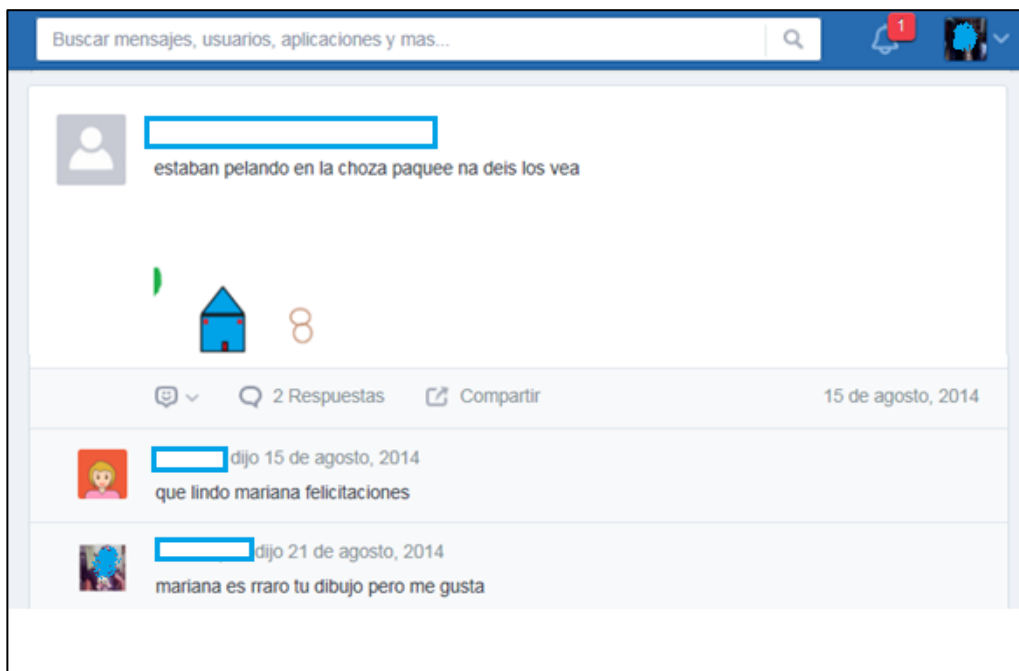 Buscar mensajes, usuarios, aplicaciones y mas...
1
estaban pelando en la choza paquee na deis los vea
8
2 Respuestas
Compartir
15 de agosto, 2014
dijo 15 de agosto, 2014
que lindo mariana felicitaciones
dijo 21 de agosto, 2014
mariana es rraro tu dibujo pero me gusta